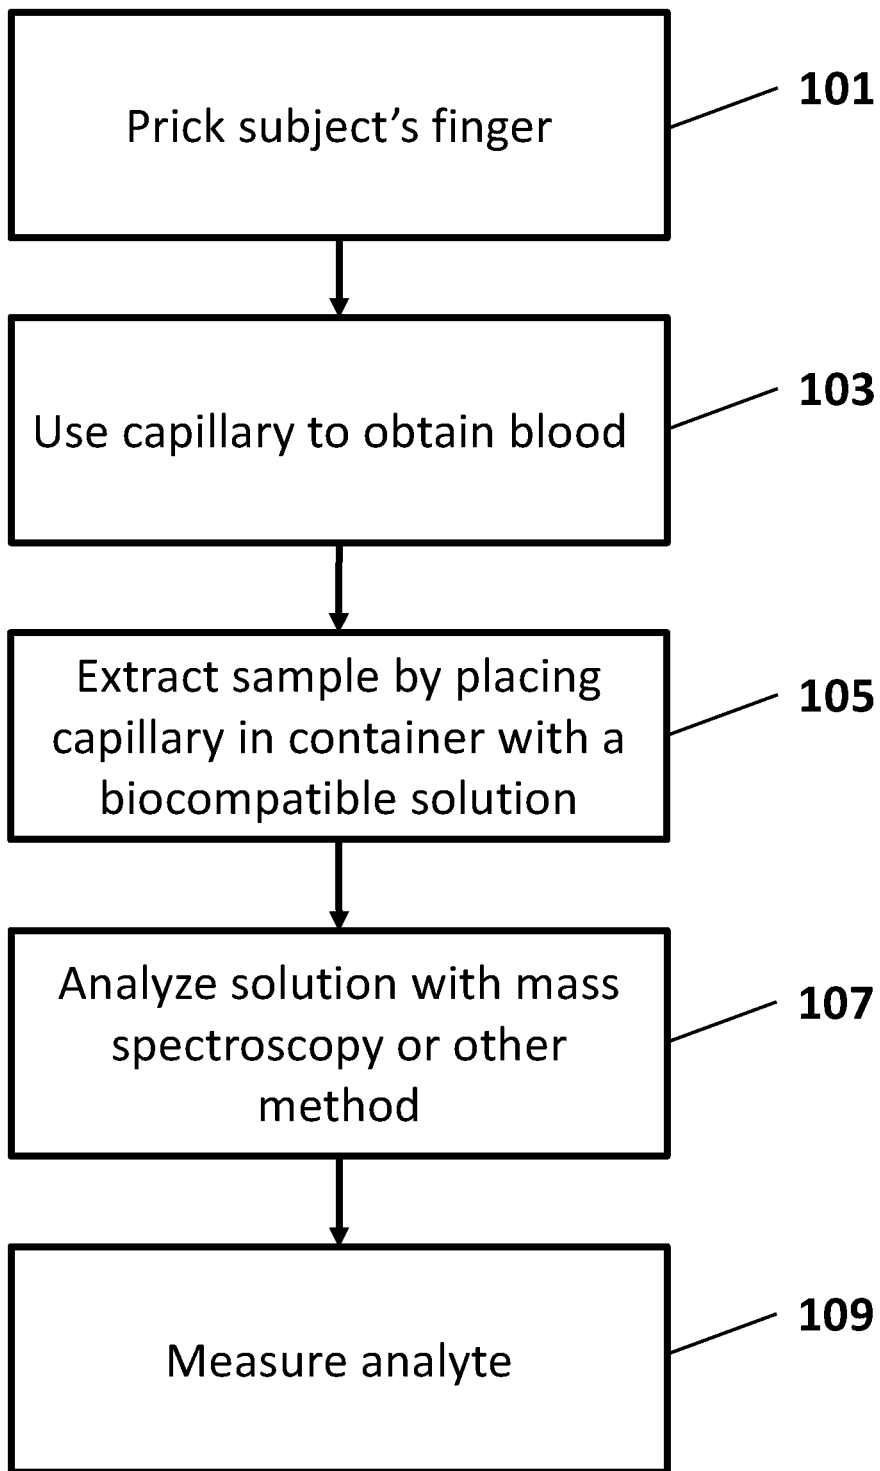 Prick subject’s finger
101
Use capillary to obtain blood
103
Extract sample by placing
capillary in container with a
biocompatible solution
105
Analyze solution with mass
spectroscopy or other
method
107
Measure analyte
109